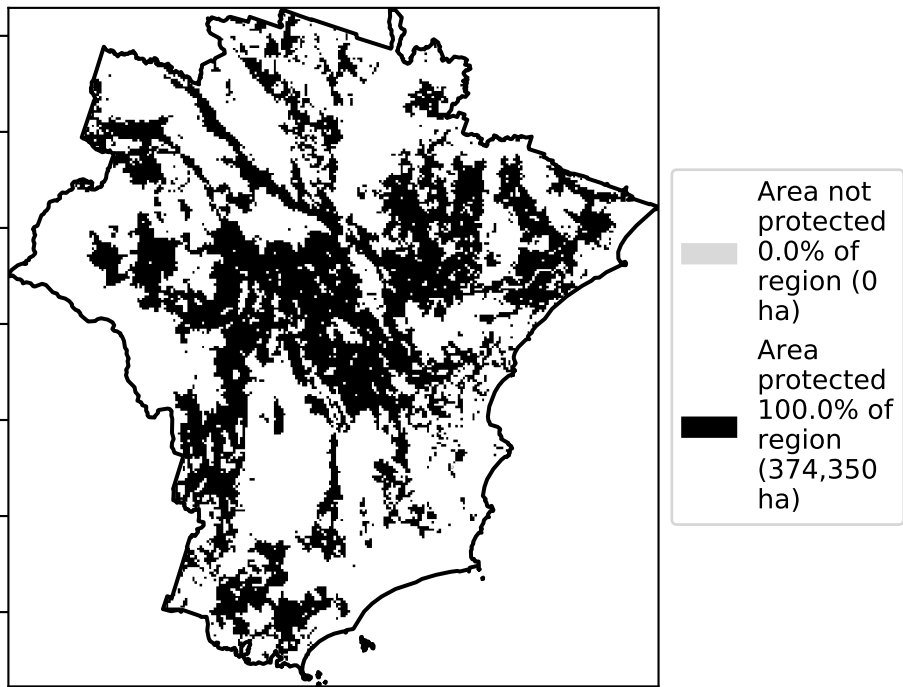 Area not
protected
0.0% of
region (0
ha)
Area
protected
100.0% of
region
(374,350
ha)